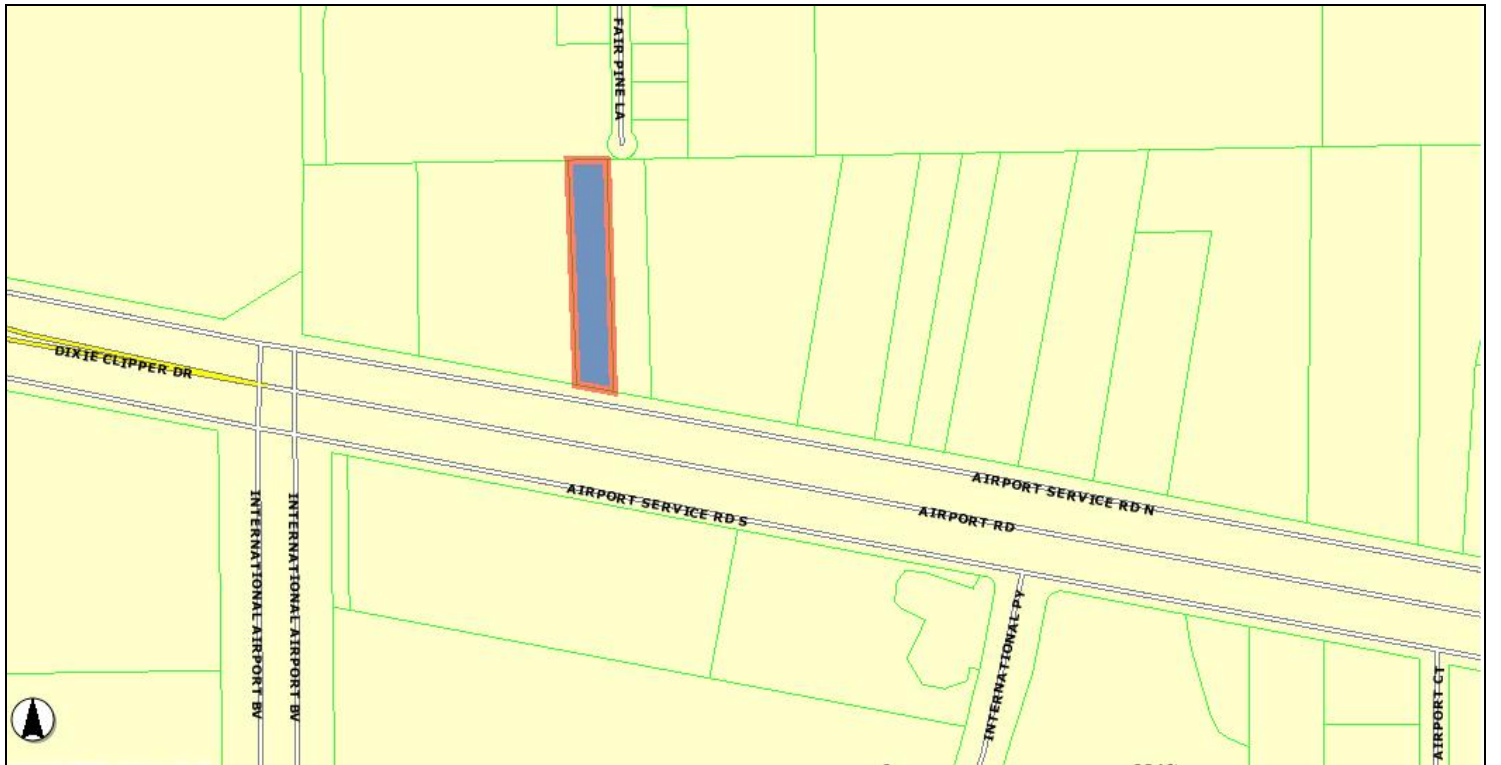 FAIR PINE LA
DIXIE CLIPPER DR
AIRPORT SERVICE RD N
AIRPORT SERVICE RD S
AIRPORT RD
INTERNATIONAL AIRPORT BV
INTERNATIONAL AIRPORT BV
INTERNATIONAL PY
AIRPORT CT